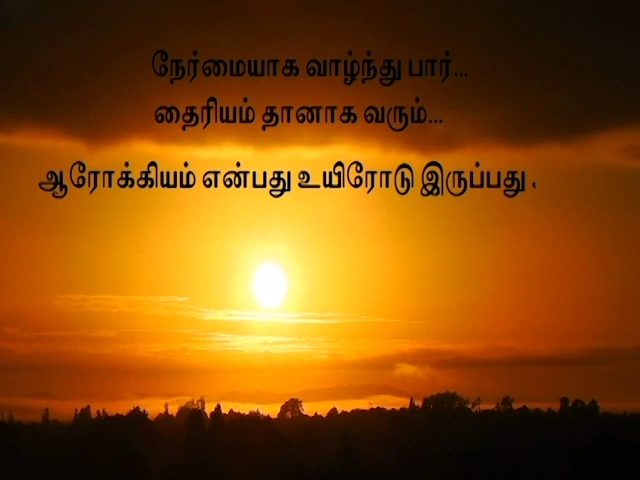 நேர்மையாக வாழ்ந்து பார்...
தைரியம் தானாக வரும்...
ஆரோக்கியம் என்பது உயிரோடு இருப்பது .